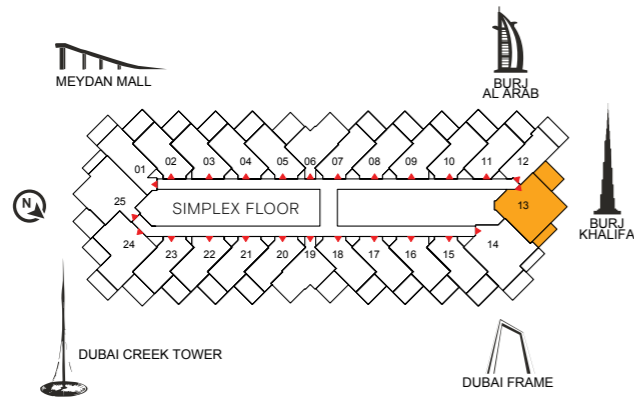 MEYDAN MALL
BURJ
AL ARAB
02 03 04 05 06 07 08 09 10 11 12
01
25
SIMPLEX FLOOR
13
N
BURJ
KHALIFA
24
23 22 21 20 19 18 17 16 15
14
DUBAI CREEK TOWER
DUBAI FRAME